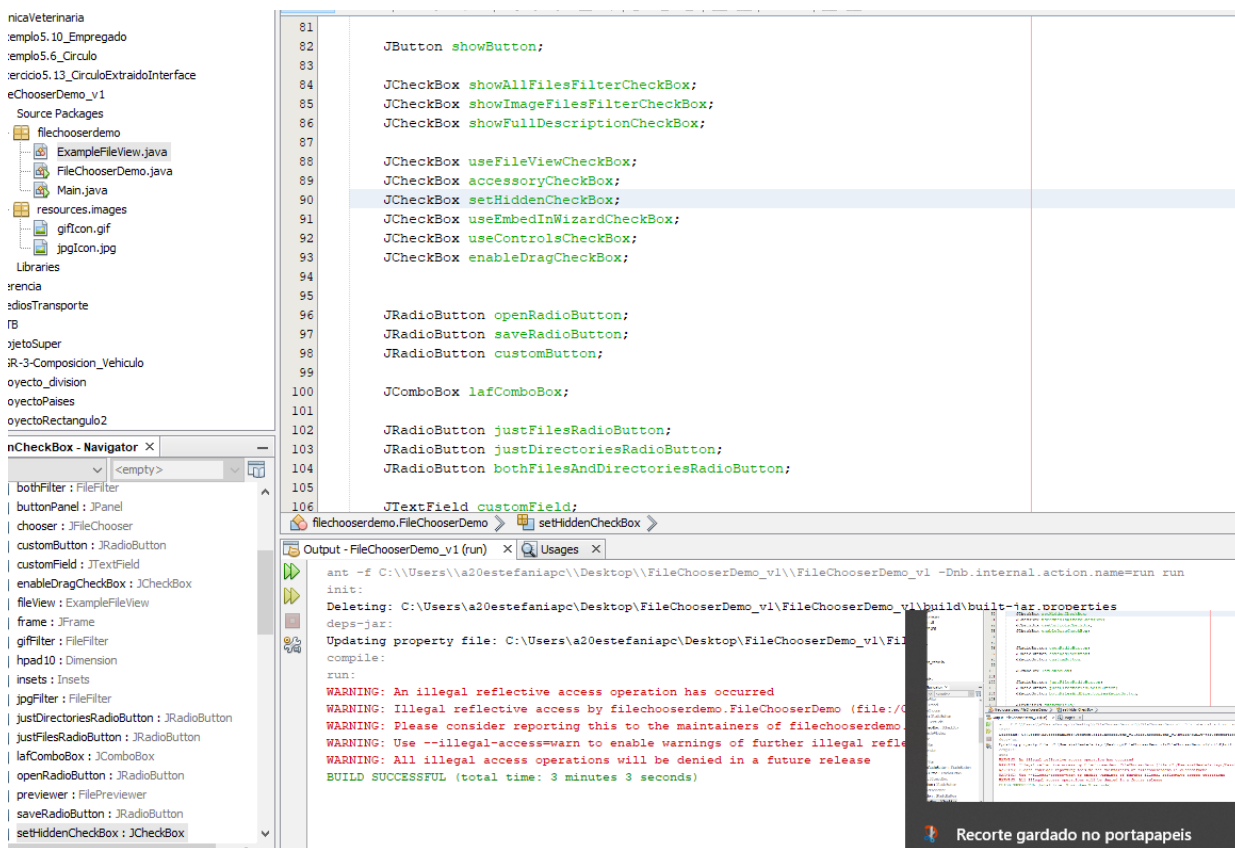 nicaVeterinaria
emplo5.10_Empregado
emplo5.6_Circulo
ercicio5.13_CirculoExtraidoInterface
eChooserDemo_v1
Source Packages
filechooserdemo
ExampleFileView.java
FileChooserDemo.java
Main.java
resources.images
gifIcon.gif
jpgIcon.jpg
Libraries
erencia
ediosTransporte
TB
ojetoSuper
GR-3-Composicion_Vehiculo
oyecto_division
oyectoPaises
oyectoRectangulo2
nCheckBox - Navigator
<empty>
bothFilter : FileFilter
buttonPanel : JPanel
chooser : JFileChooser
customButton : JRadioButton
customField : JTextField
enableDragCheckBox : JCheckBox
fileView : ExampleFileView
frame : JFrame
gifFilter : FileFilter
hpad10 : Dimension
insets : Insets
jpgFilter : FileFilter
justDirectoriesRadioButton : JRadioButton
justFilesRadioButton : JRadioButton
lafComboBox : JComboBox
openRadioButton : JRadioButton
previewer : FilePreviewer
saveRadioButton : JRadioButton
setHiddenCheckBox : JCheckBox
81
82 JButton showButton;
83
84 JCheckBox showAllFilesFilterCheckBox;
85 JCheckBox showImageFilesFilterCheckBox;
86 JCheckBox showFullDescriptionCheckBox;
87
88 JCheckBox useFileViewCheckBox;
89 JCheckBox accessoryCheckBox;
90 JCheckBox setHiddenCheckBox;
91 JCheckBox useEmbedInWizardCheckBox;
92 JCheckBox useControlsCheckBox;
93 JCheckBox enableDragCheckBox;
94
95
96 JRadioButton openRadioButton;
97 JRadioButton saveRadioButton;
98 JRadioButton customButton;
99
100 JComboBox lafComboBox;
101
102 JRadioButton justFilesRadioButton;
103 JRadioButton justDirectoriesRadioButton;
104 JRadioButton bothFilesAndDirectoriesRadioButton;
105
106 JTextField customField;
filechooserdemo.FileChooserDemo setHiddenCheckBox
Output - FileChooserDemo_v1 (run) Usages
ant -f C:\\Users\\a20estefaniapc\\Desktop\\FileChooserDemo_v1\\FileChooserDemo_v1 -Dnb.internal.action.name=run run
init:
Deleting: C:\Users\a20estefaniapc\Desktop\FileChooserDemo_v1\FileChooserDemo_v1\build\built-jar.properties
deps-jar:
Updating property file: C:\Users\a20estefaniapc\Desktop\FileChooserDemo_v1\Fil
compile:
run:
WARNING: An illegal reflective access operation has occurred
WARNING: Illegal reflective access by filechooserdemo.FileChooserDemo (file:/
WARNING: Please consider reporting this to the maintainers of filechooserdemo.
WARNING: Use --illegal-access=warn to enable warnings of further illegal refle
WARNING: All illegal access operations will be denied in a future release
BUILD SUCCESSFUL (total time: 3 minutes 3 seconds)
Recorte gardado no portapapeis